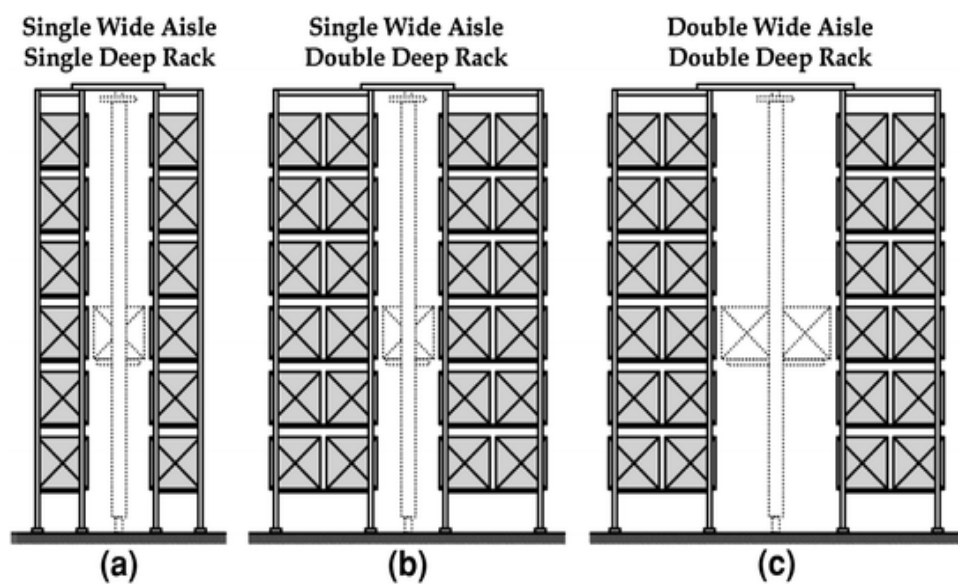 Single Wide Aisle
Single Deep Rack
Single Wide Aisle
Double Deep Rack
Double Wide Aisle
Double Deep Rack
(a)
(b)
(c)